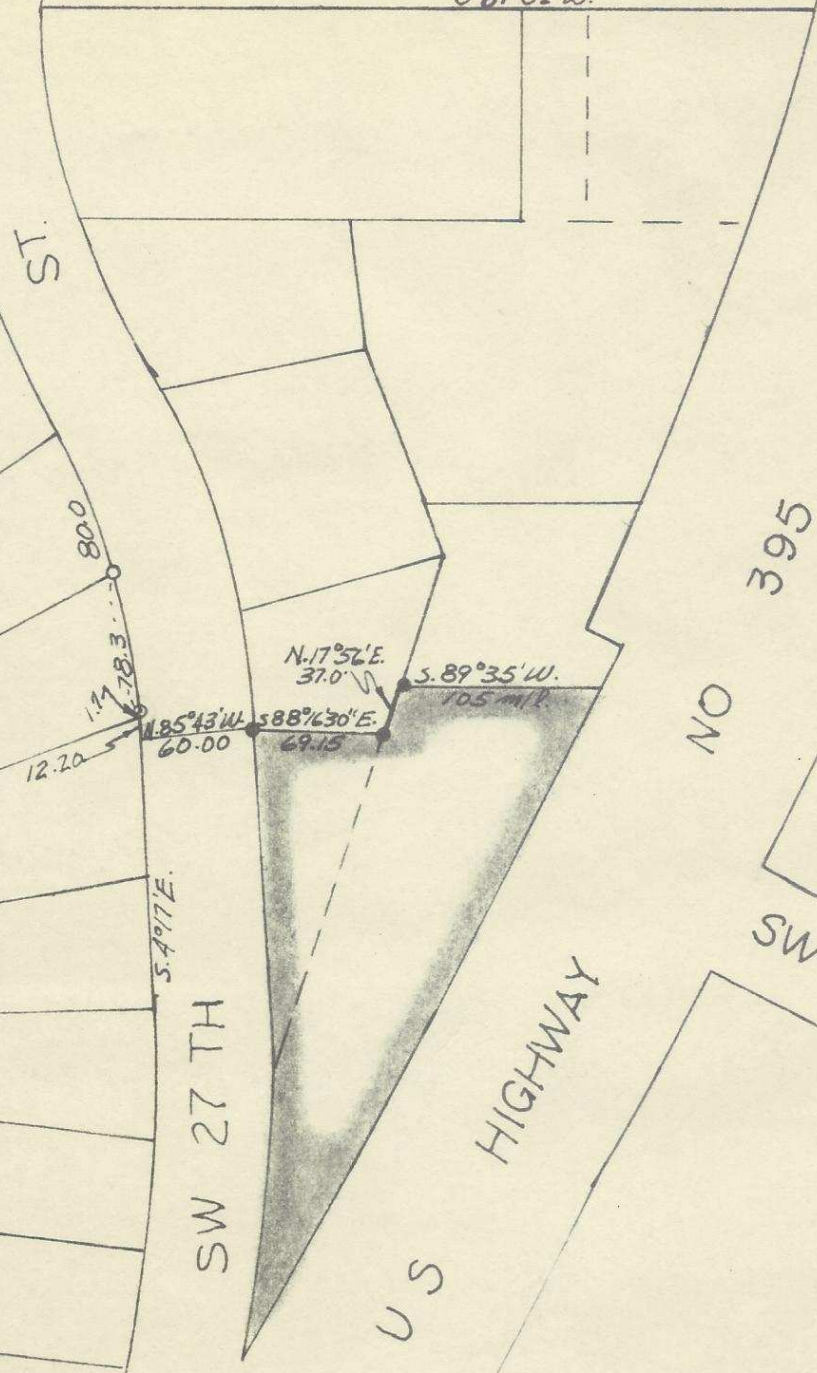 ST.
80.0
78.3
1.7
12.20
N.17°56'E.
37.0'
S.89°35'W.
105 m/l.
N.85°43'W.
60.00
S88°16'30"E.
69.15
S.4°17'E.
SW 27 TH
US HIGHWAY NO 395
SW